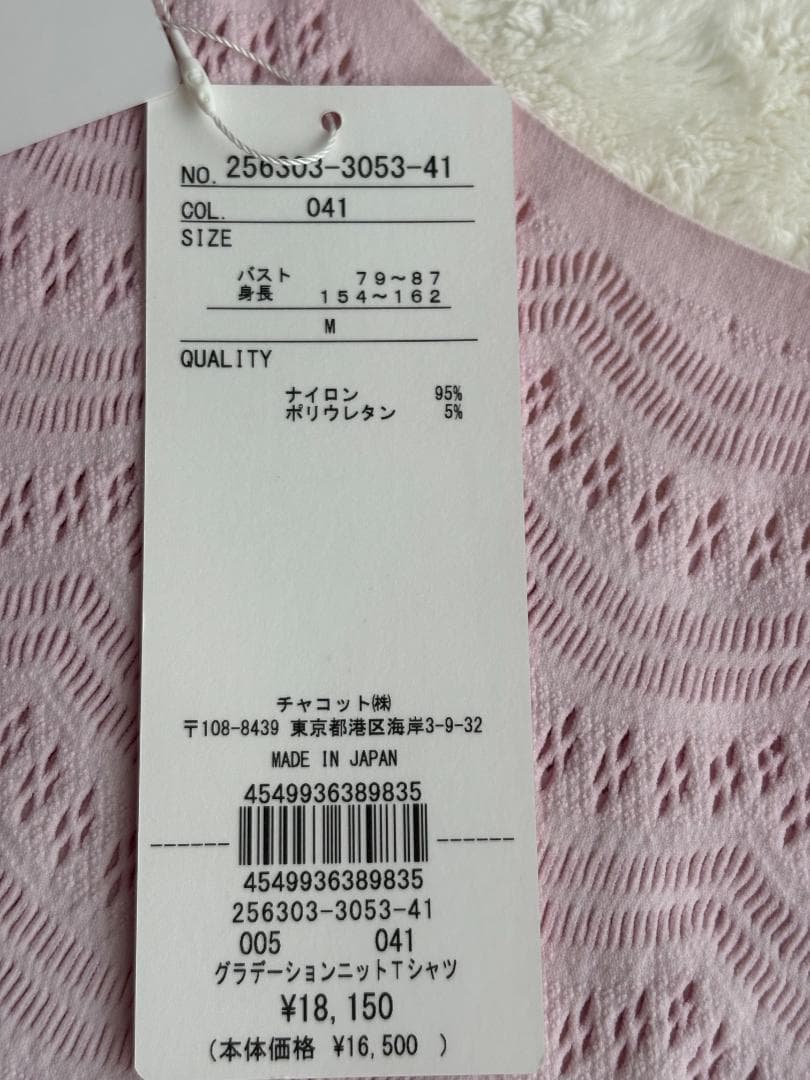 NO. 256303-3053-41
COL. 041
SIZE
バスト 79~87
身長 154~162
M
QUALITY
ナイロン 95%
ポリウレタン 5%
チャコット㈱
〒108-8439 東京都港区海岸3-9-32
MADE IN JAPAN
4549936389835
4549936389835
256303-3053-41
005 041
グラデーションニットTシャツ
¥18,150
(本体価格 ¥16,500 )